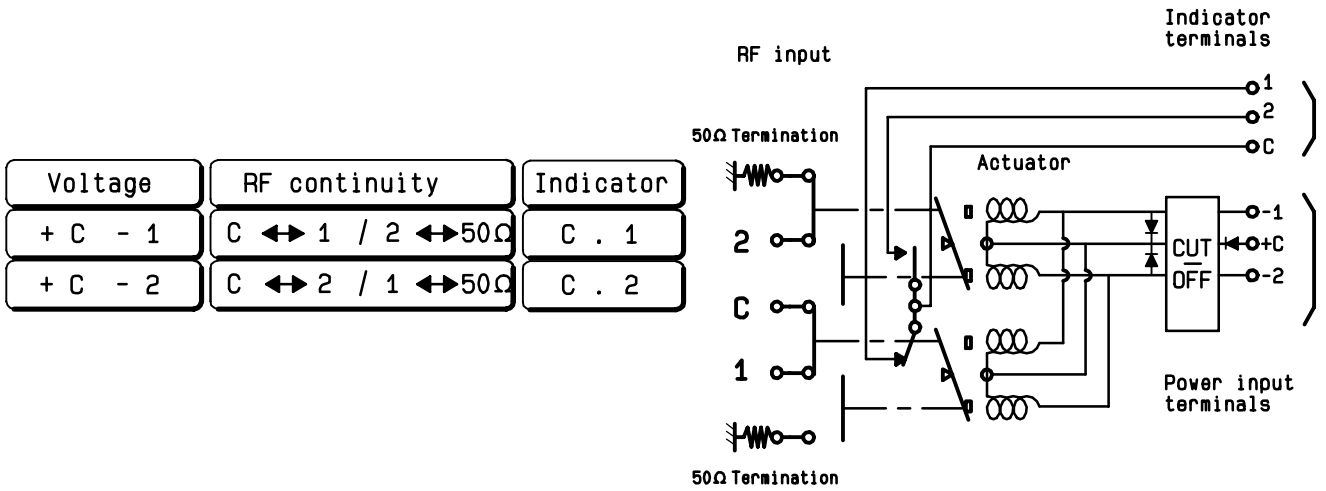 Voltage RF continuity Indicator
+ C - 1 C ↔ 1 / 2 ↔ 50Ω C . 1
+ C - 2 C ↔ 2 / 1 ↔ 50Ω C . 2
Indicator
terminals
RF input
1
2
C
50Ω Termination
Actuator
2
C
1
-1
+C
-2
CUT
OFF
Power input
terminals
50Ω Termination